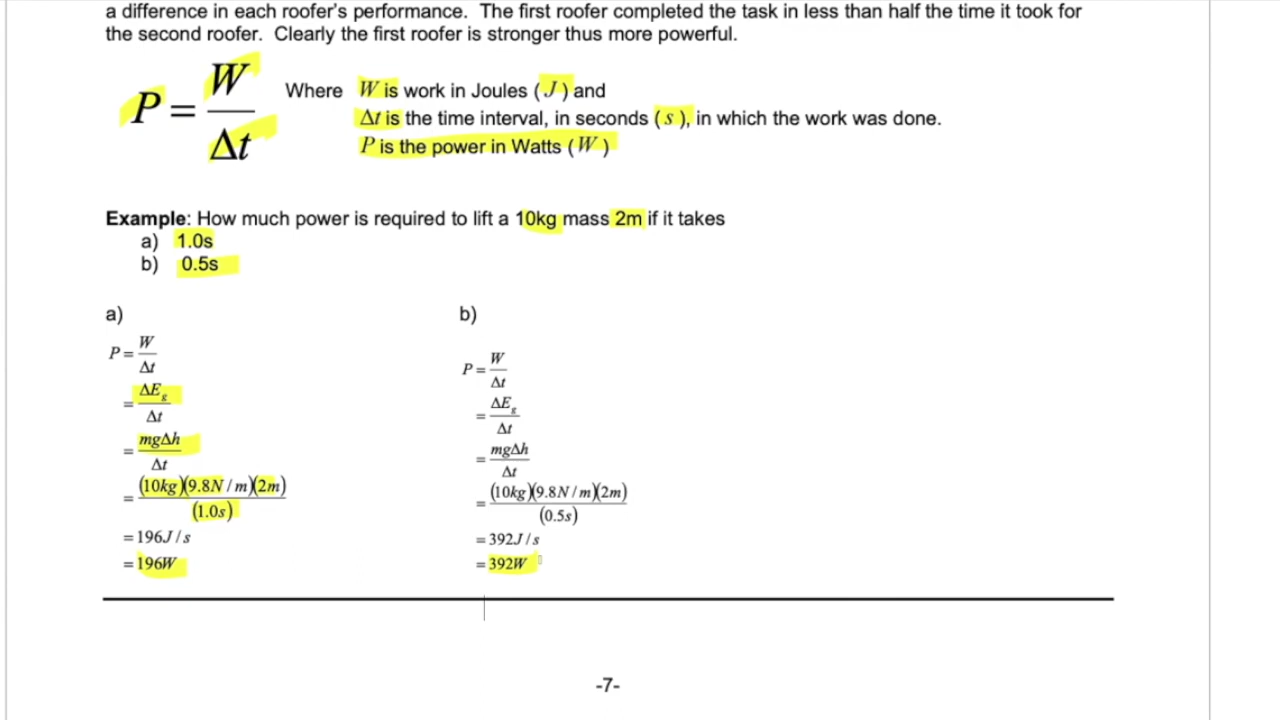 a difference in each roofer's performance. The first roofer completed the task in less than half the time it took for
the second roofer. Clearly the first roofer is stronger thus more powerful.
P = W / Δt
Where W is work in Joules ( J ) and
Δt is the time interval, in seconds ( s ), in which the work was done.
P is the power in Watts ( W )
Example: How much power is required to lift a 10kg mass 2m if it takes
a) 1.0s
b) 0.5s
a)
P = W / Δt
= ΔEg / Δt
= mgΔh / Δt
= (10kg)(9.8N / m)(2m) / (1.0s)
= 196J / s
= 196W
b)
P = W / Δt
= ΔEg / Δt
= mgΔh / Δt
= (10kg)(9.8N / m)(2m) / (0.5s)
= 392J / s
= 392W
-7-